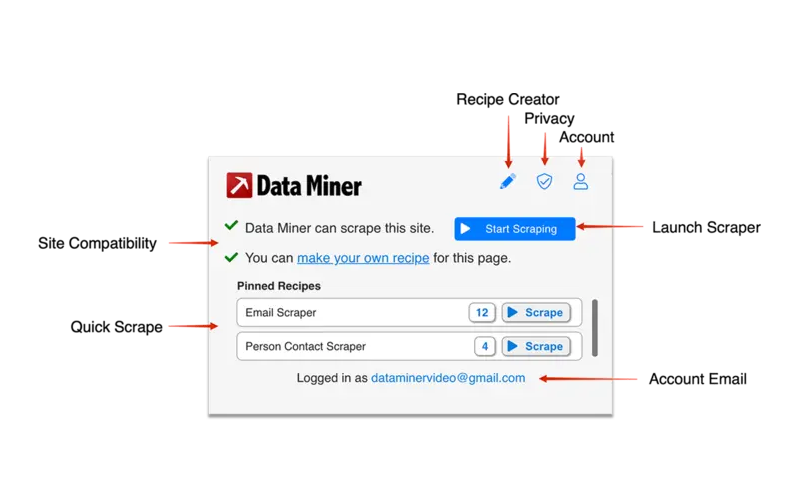 Recipe Creator
Privacy
Account
Data Miner
Data Miner can scrape this site.
Start Scraping
Launch Scraper
Site Compatibility
You can make your own recipe for this page.
Pinned Recipes
Email Scraper 12 Scrape
Quick Scrape
Person Contact Scraper 4 Scrape
Logged in as dataminervideo@gmail.com
Account Email